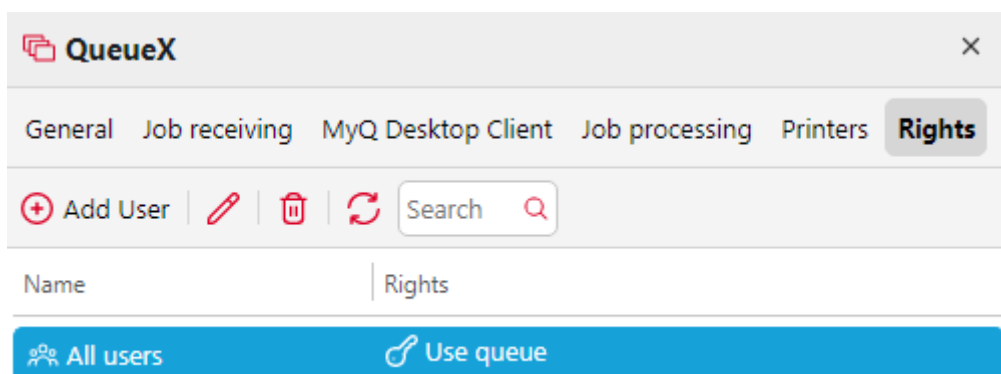 QueueX
General Job receiving MyQ Desktop Client Job processing Printers Rights
Add User Search
Name Rights
All users Use queue